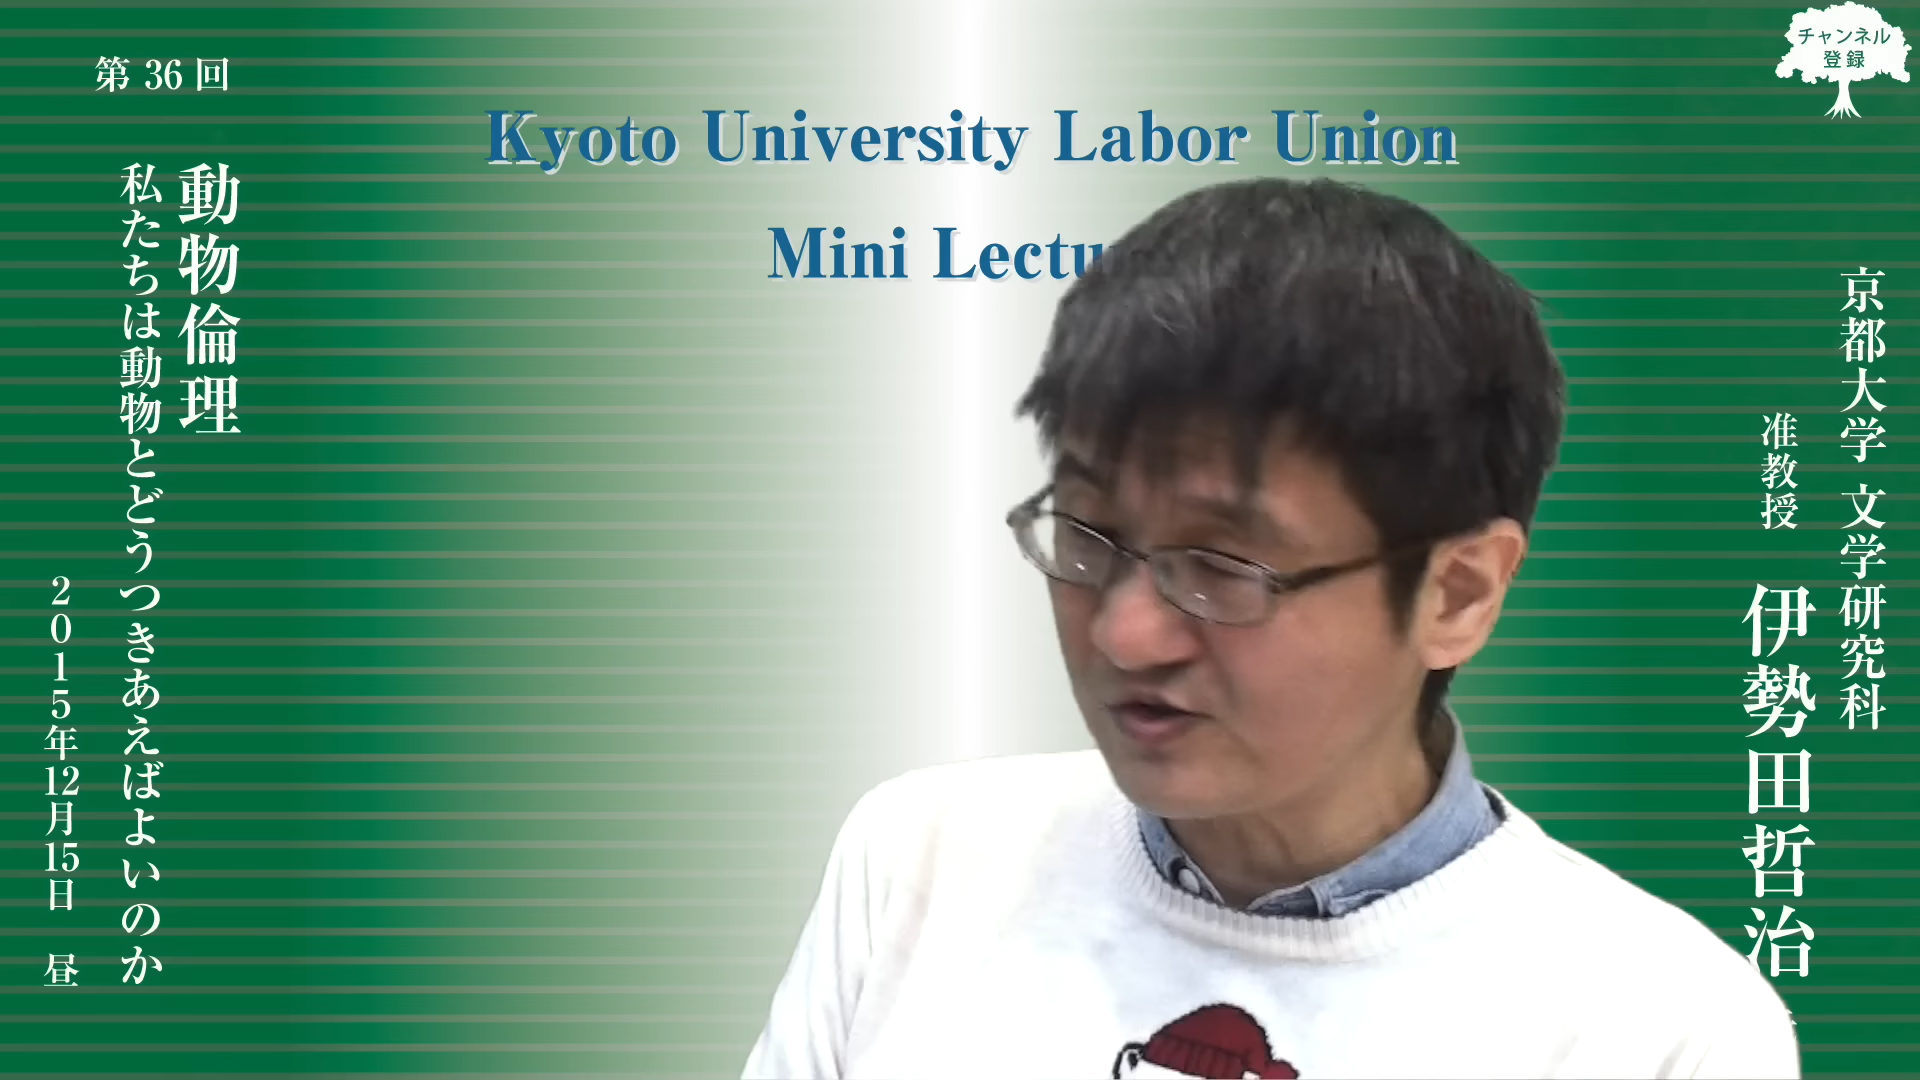 第 36 回
動物倫理
私たちは動物とどうつきあえばよいのか
2015年12月15日 昼
Kyoto University Labor Union
Mini
チャンネル
登録
京都大学 文学研究科
准教授
伊勢田哲治